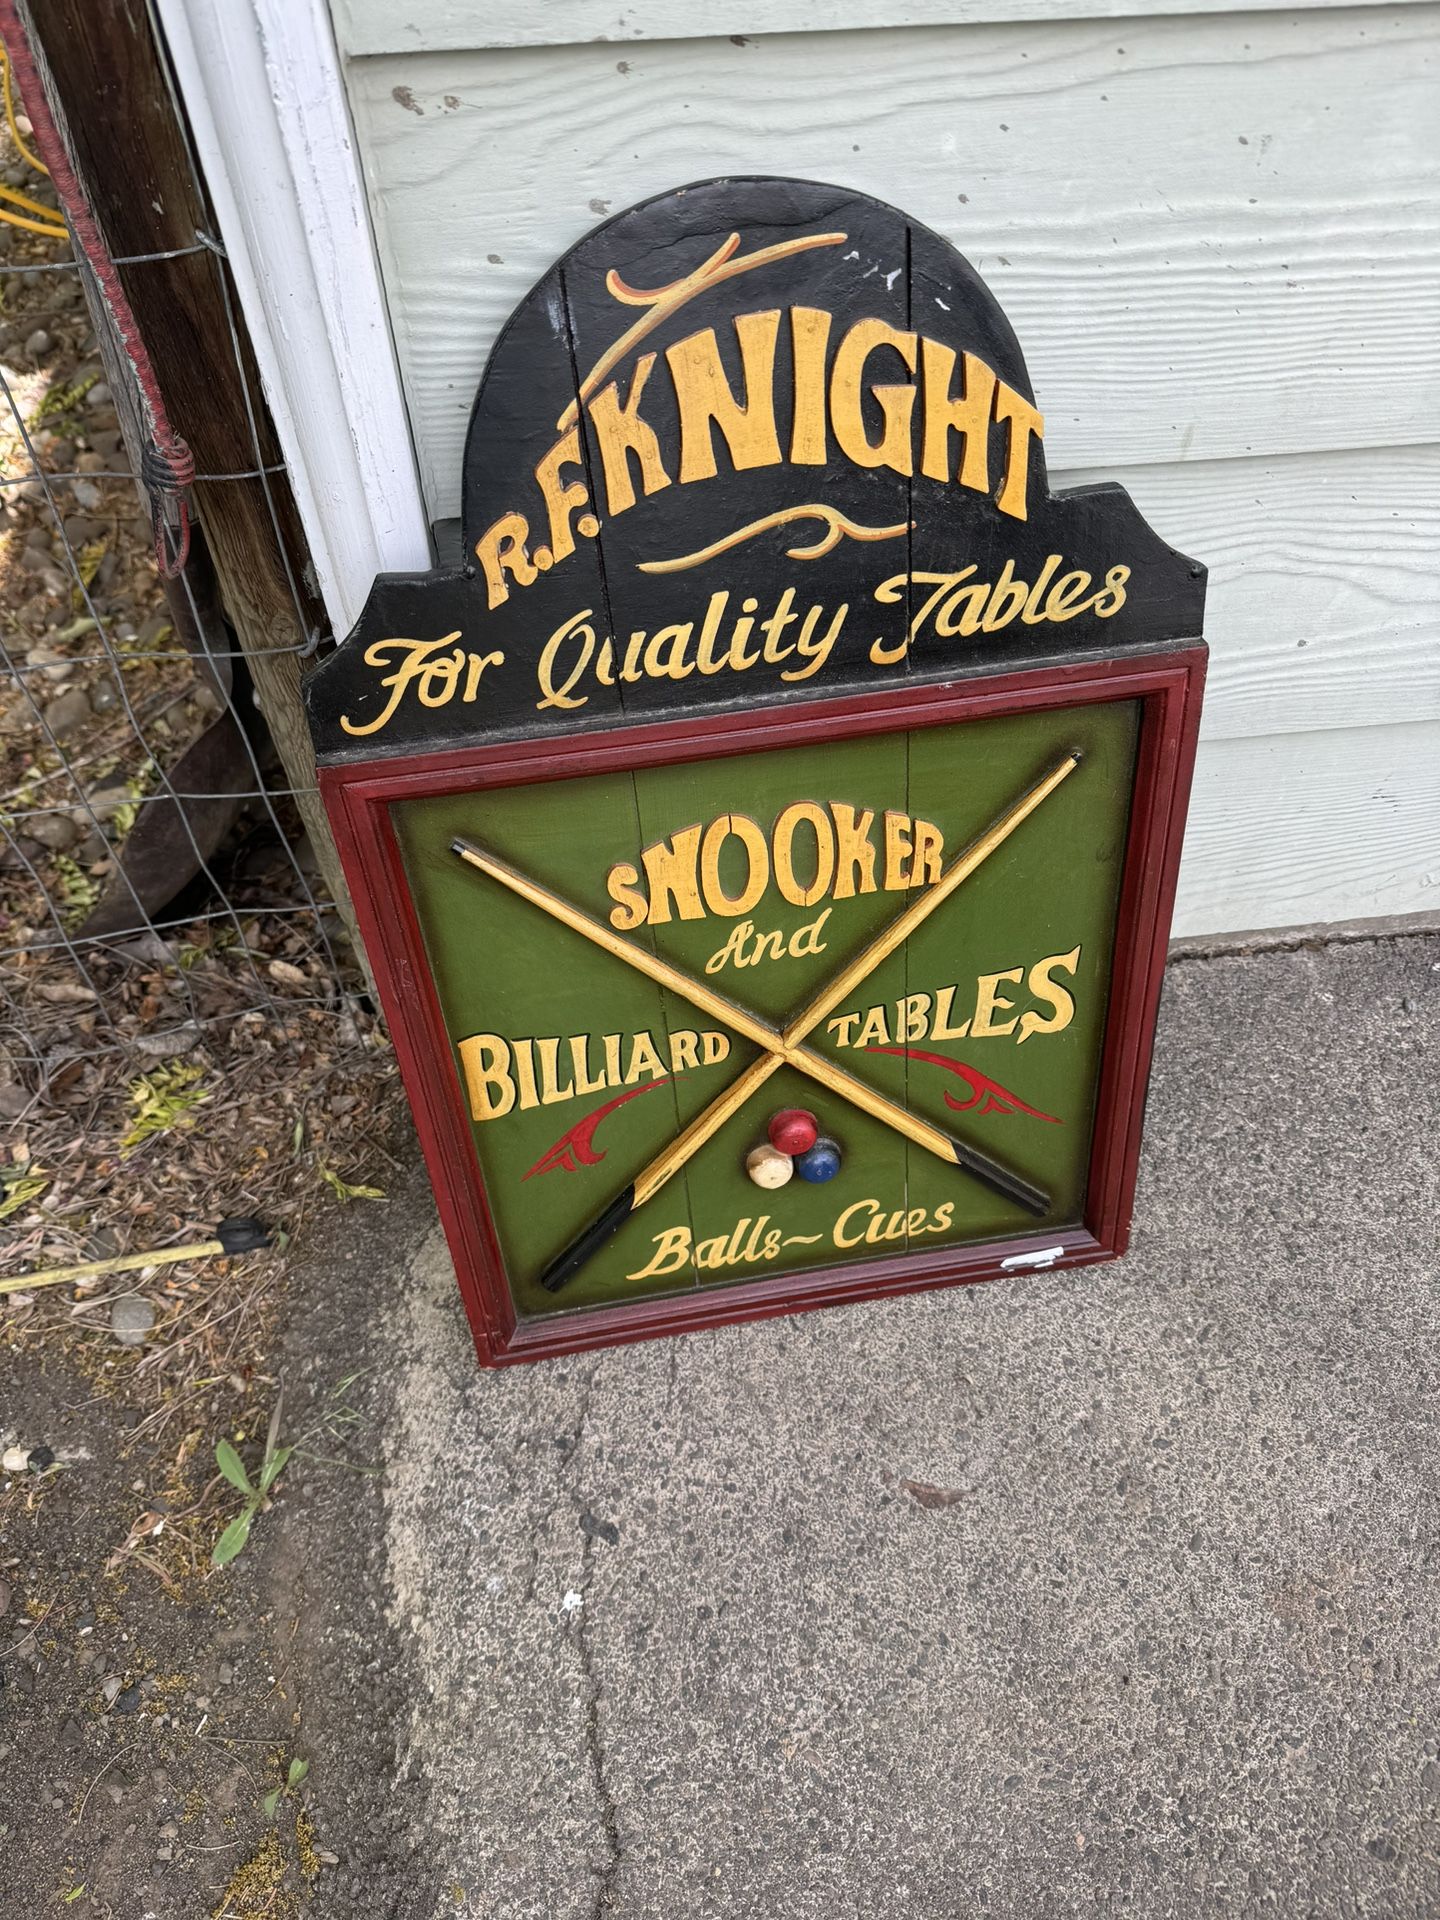 R.F. KNIGHT
For Quality Tables
SNOOKER
And
BILLIARD TABLES
Balls~Cues